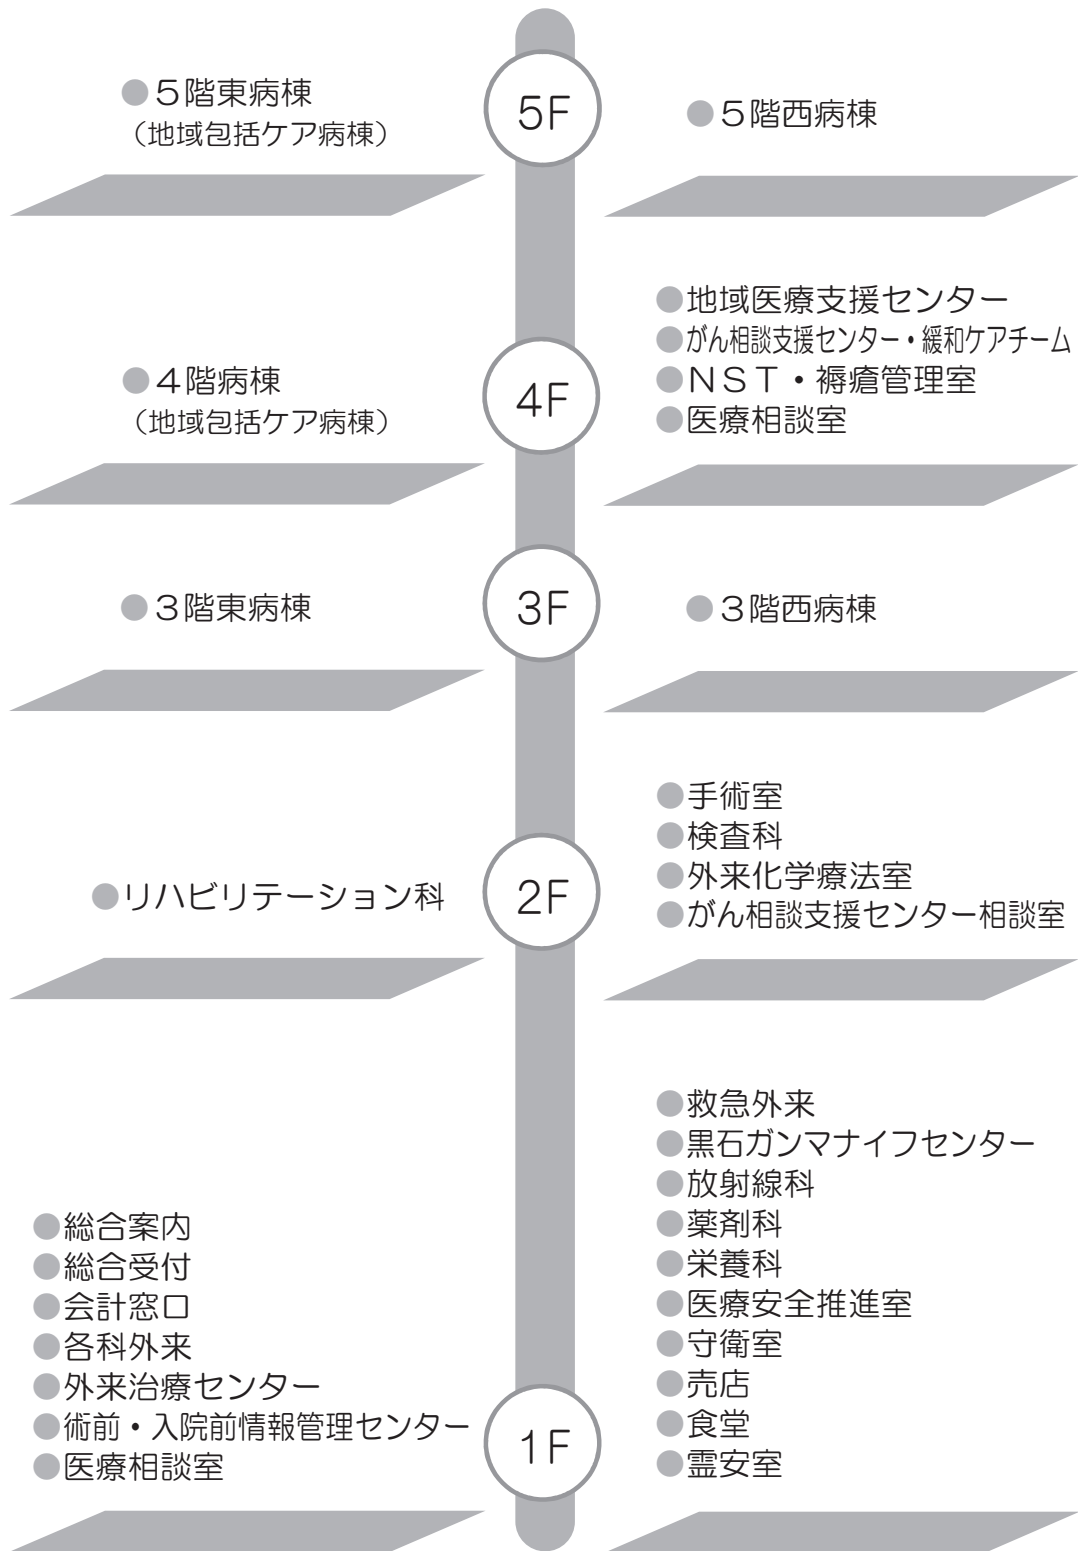 ●5階東病棟
（地域包括ケア病棟）
5F
●5階西病棟
●4階病棟
（地域包括ケア病棟）
4F
●地域医療支援センター
●がん相談支援センター・緩和ケアチーム
●NST・褥瘡管理室
●医療相談室
●3階東病棟
3F
●3階西病棟
●リハビリテーション科
2F
●手術室
●検査科
●外来化学療法室
●がん相談支援センター相談室
●総合案内
●総合受付
●会計窓口
●各科外来
●外来治療センター
●術前・入院前情報管理センター
●医療相談室
1F
●救急外来
●黒石ガンマナイフセンター
●放射線科
●薬剤科
●栄養科
●医療安全推進室
●守衛室
●売店
●食堂
●霊安室